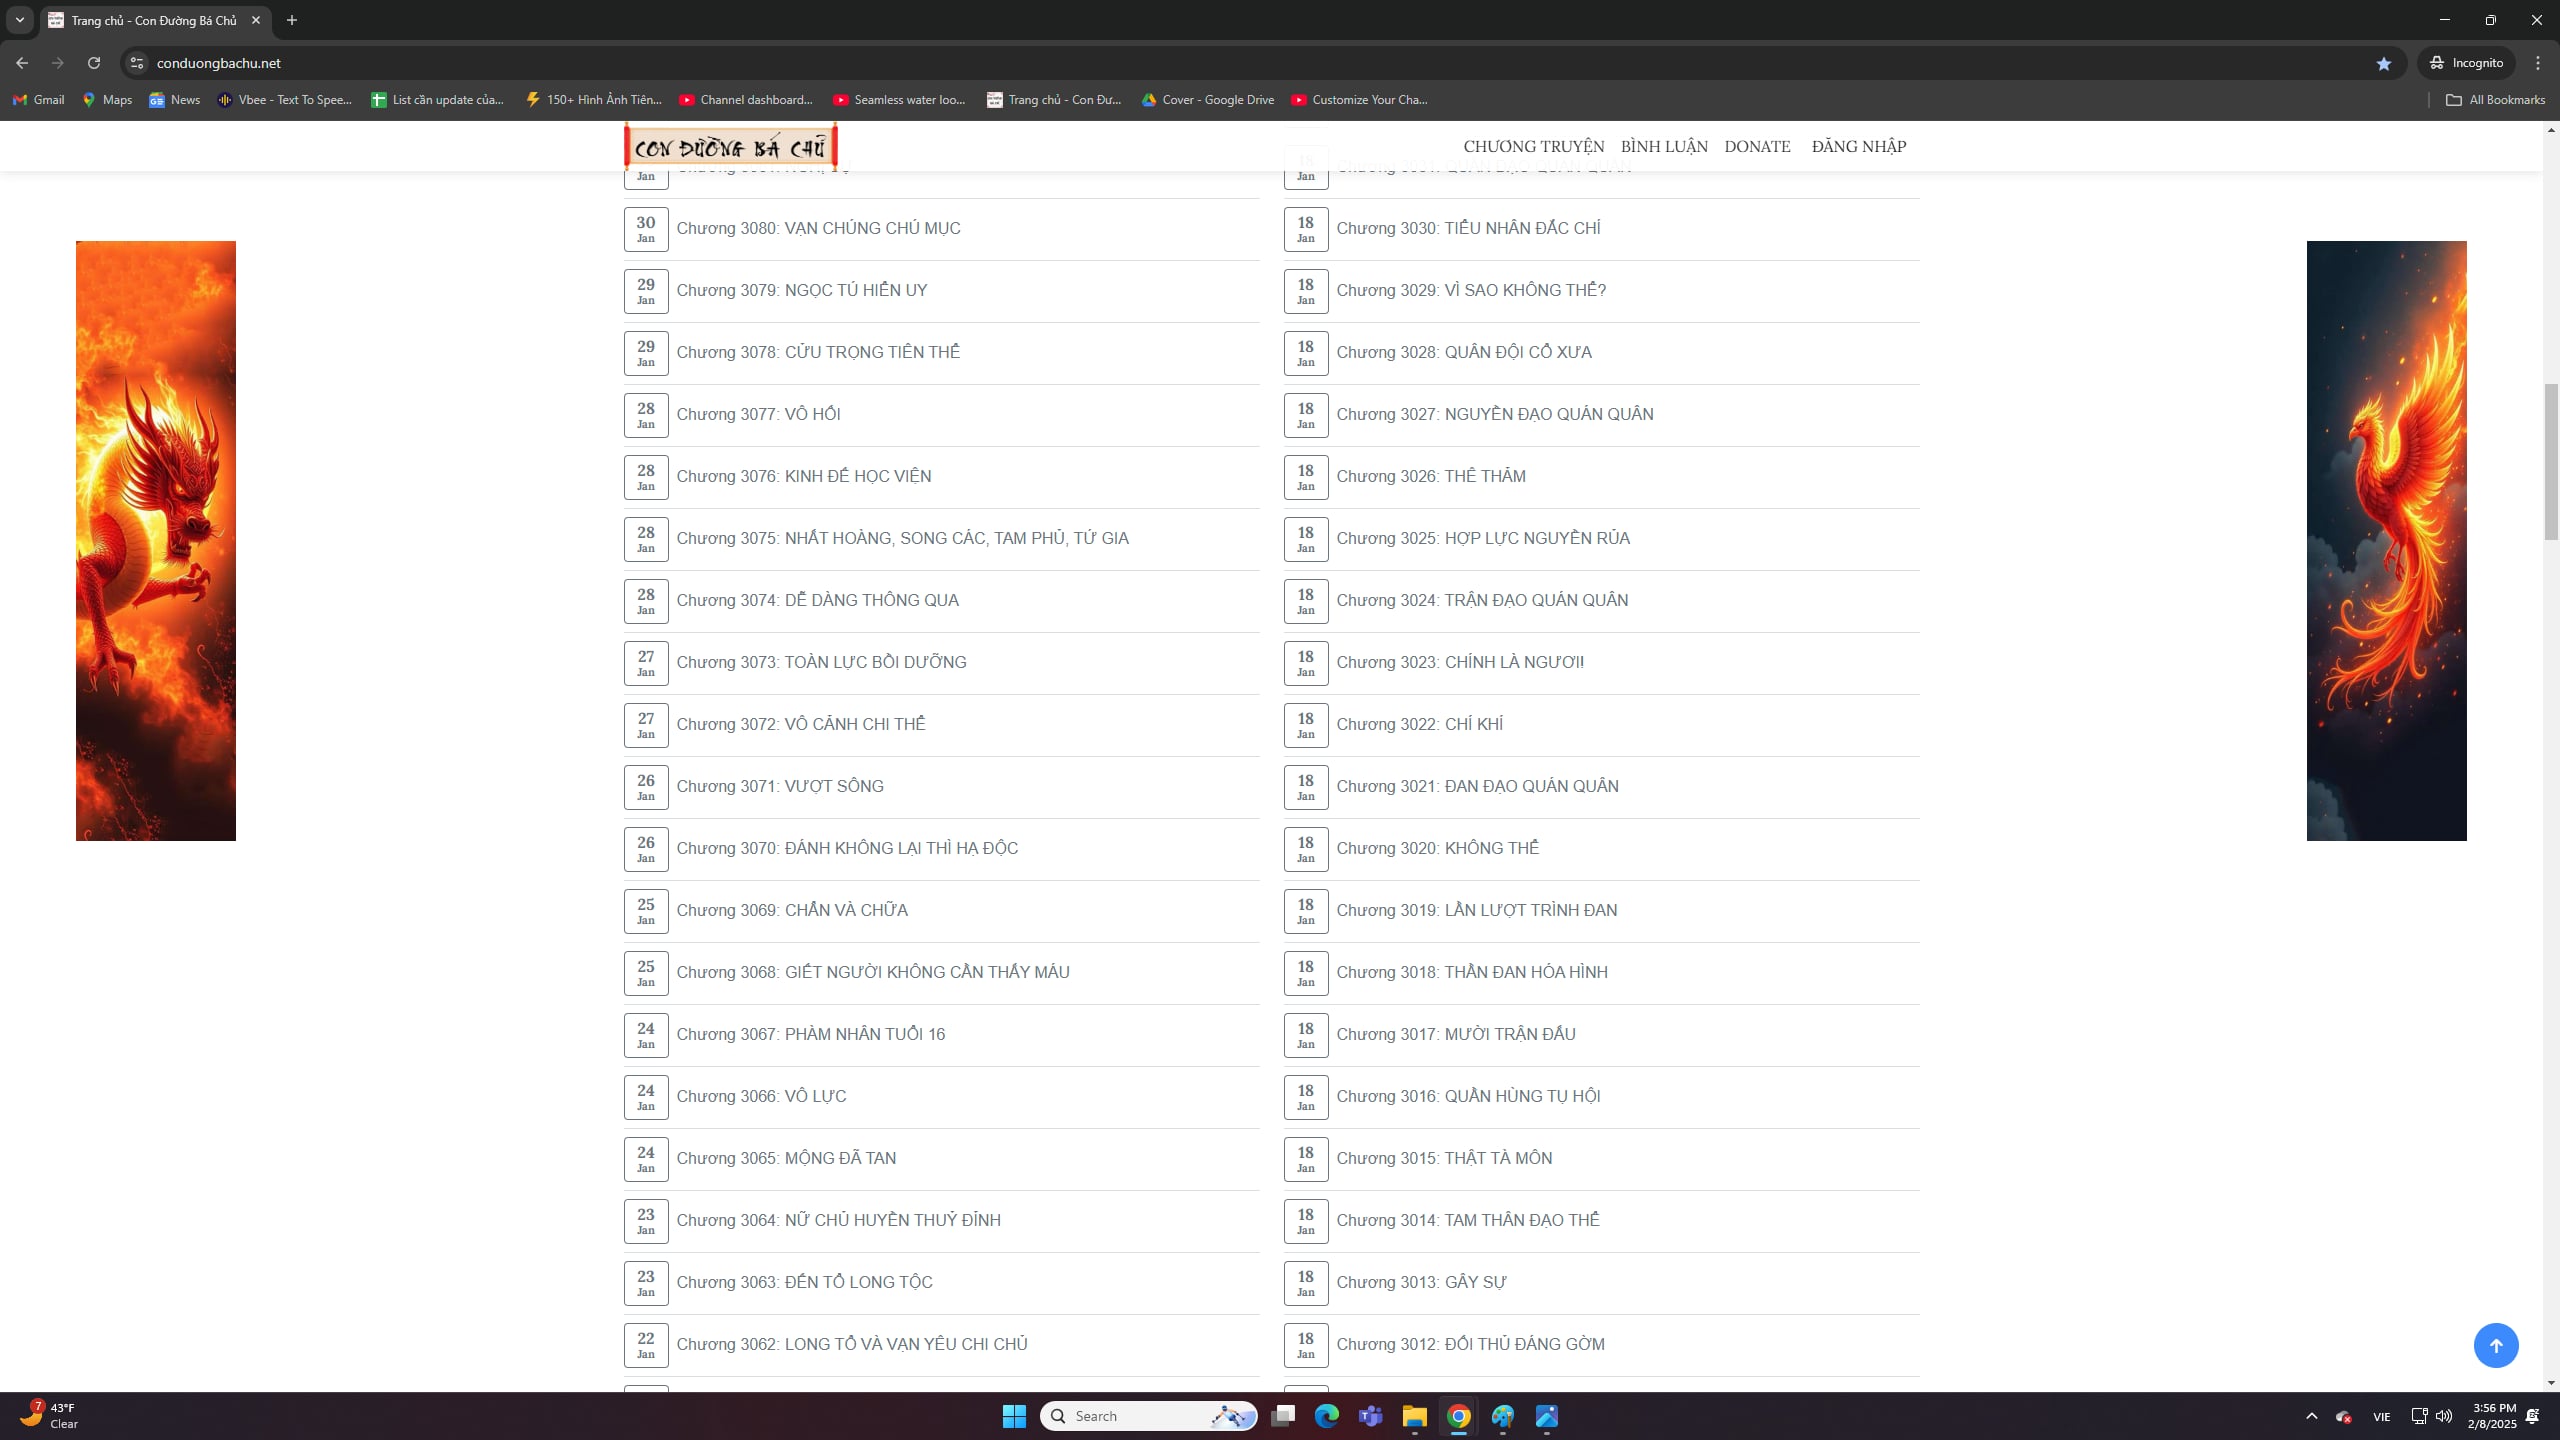 Trang chủ - Con Đường Bá Chủ
conduongbachu.net
Incognito
Gmail
Maps
News
Vbee - Text To Spee...
List cần update của...
150+ Hình Ảnh Tiên...
Channel dashboard...
Seamless water loo...
Trang chủ - Con Đư...
Cover - Google Drive
Customize Your Cha...
All Bookmarks
CON ĐƯỜNG BÁ CHỦ
CHƯƠNG TRUYỆN
BÌNH LUẬN
DONATE
ĐĂNG NHẬP
Jan
30 Jan Chương 3080: VẠN CHÚNG CHÚ MỤC
29 Jan Chương 3079: NGỌC TÚ HIỂN UY
29 Jan Chương 3078: CỬU TRỌNG TIÊN THỂ
28 Jan Chương 3077: VÔ HỒI
28 Jan Chương 3076: KINH ĐẾ HỌC VIỆN
28 Jan Chương 3075: NHẤT HOÀNG, SONG CÁC, TAM PHỦ, TỨ GIA
28 Jan Chương 3074: DỄ DÀNG THÔNG QUA
27 Jan Chương 3073: TOÀN LỰC BỒI DƯỠNG
27 Jan Chương 3072: VÔ CẢNH CHI THỂ
26 Jan Chương 3071: VƯỢT SÔNG
26 Jan Chương 3070: ĐÁNH KHÔNG LẠI THÌ HẠ ĐỘC
25 Jan Chương 3069: CHẨN VÀ CHỮA
25 Jan Chương 3068: GIẾT NGƯỜI KHÔNG CẦN THẤY MÁU
24 Jan Chương 3067: PHÀM NHÂN TUỔI 16
24 Jan Chương 3066: VÔ LỰC
24 Jan Chương 3065: MỘNG ĐÃ TAN
23 Jan Chương 3064: NỮ CHỦ HUYỀN THUỶ ĐỈNH
23 Jan Chương 3063: ĐẾN TỔ LONG TỘC
22 Jan Chương 3062: LONG TỔ VÀ VẠN YÊU CHI CHỦ
18 Jan Chương 3031: QUÂN ĐẠO QUÁN QUÂN
18 Jan Chương 3030: TIỂU NHÂN ĐẮC CHÍ
18 Jan Chương 3029: VÌ SAO KHÔNG THỂ?
18 Jan Chương 3028: QUÂN ĐỘI CỔ XƯA
18 Jan Chương 3027: NGUYỀN ĐẠO QUÁN QUÂN
18 Jan Chương 3026: THÊ THẢM
18 Jan Chương 3025: HỢP LỰC NGUYỀN RỦA
18 Jan Chương 3024: TRẬN ĐẠO QUÁN QUÂN
18 Jan Chương 3023: CHÍNH LÀ NGƯƠI!
18 Jan Chương 3022: CHÍ KHÍ
18 Jan Chương 3021: ĐAN ĐẠO QUÁN QUÂN
18 Jan Chương 3020: KHÔNG THỂ
18 Jan Chương 3019: LẦN LƯỢT TRÌNH ĐAN
18 Jan Chương 3018: THẦN ĐAN HÓA HÌNH
18 Jan Chương 3017: MƯỜI TRẬN ĐẤU
18 Jan Chương 3016: QUẦN HÙNG TỤ HỘI
18 Jan Chương 3015: THẬT TÀ MÔN
18 Jan Chương 3014: TAM THÂN ĐẠO THỂ
18 Jan Chương 3013: GÂY SỰ
18 Jan Chương 3012: ĐỐI THỦ ĐÁNG GỜM
7
43°F
Clear
Search
VIE
3:56 PM
2/8/2025